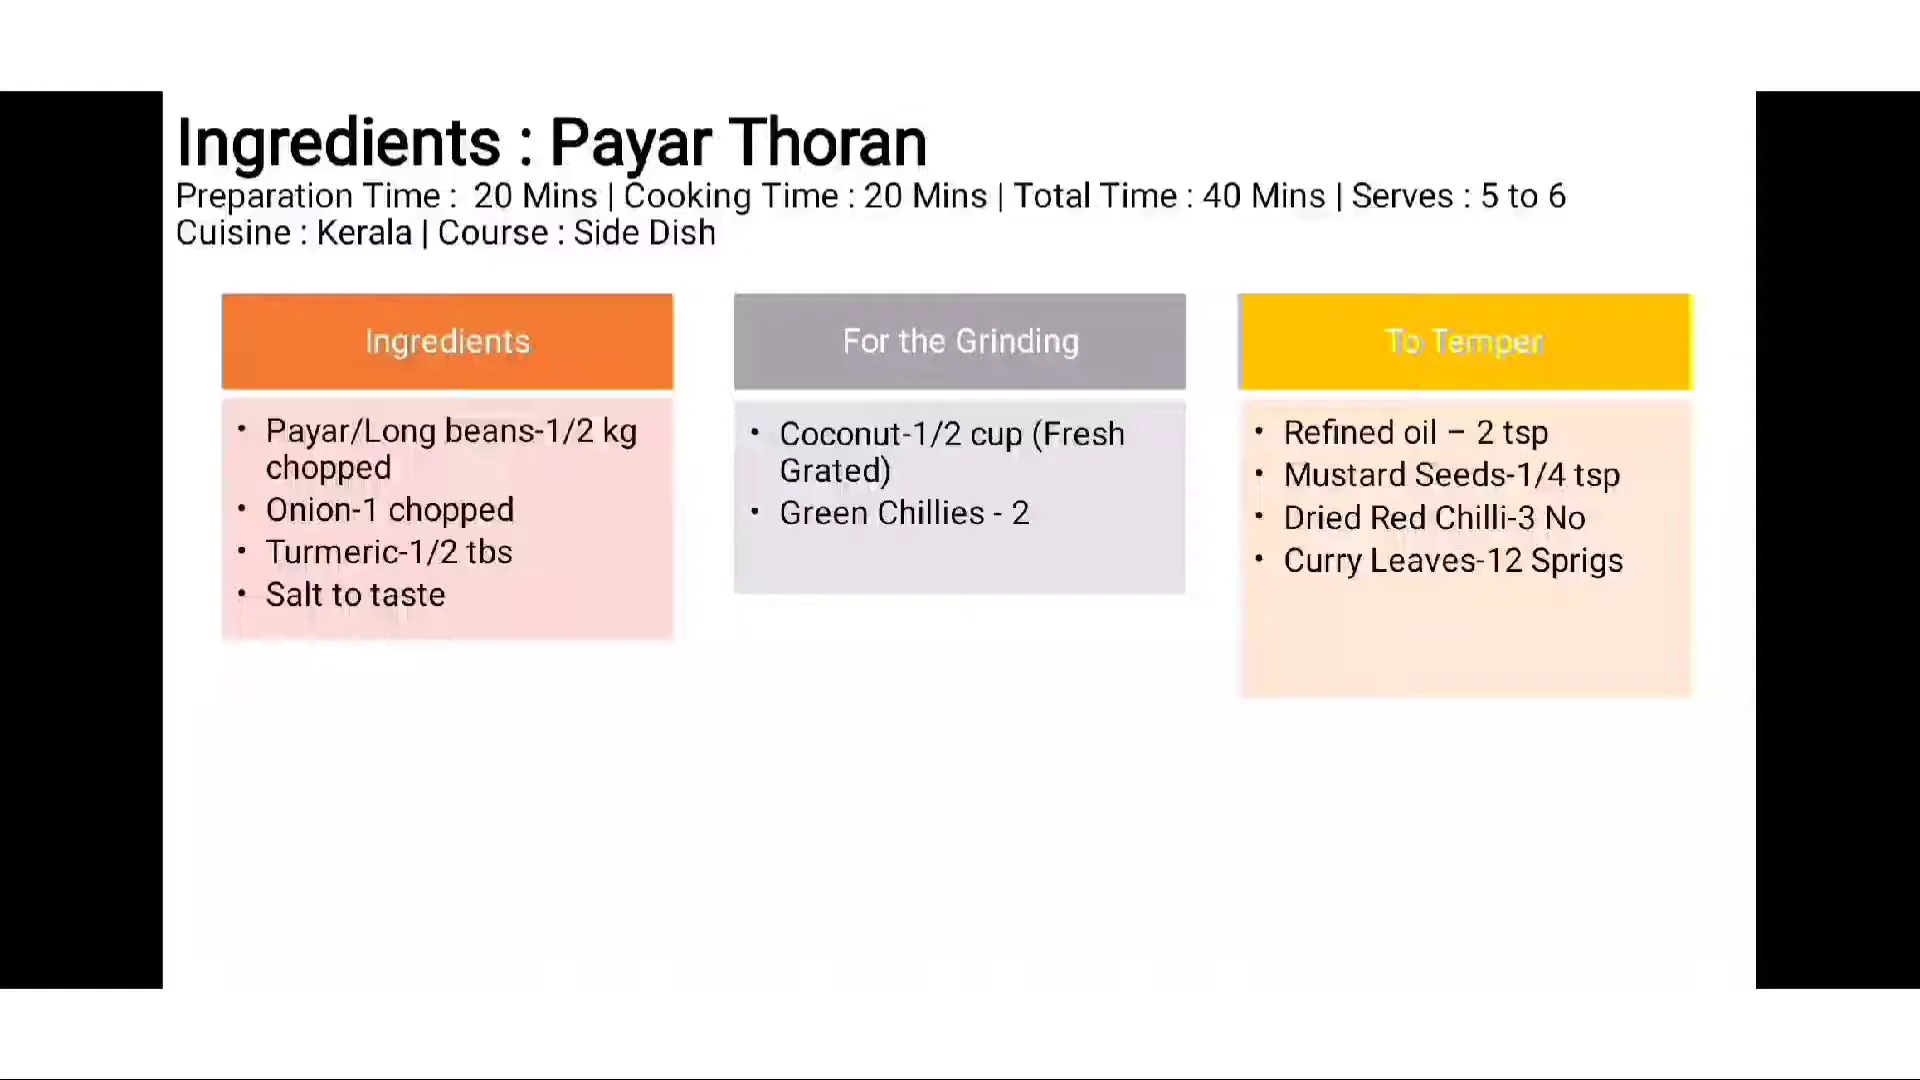 Ingredients : Payar Thoran
Preparation Time :  20 Mins | Cooking Time : 20 Mins | Total Time : 40 Mins | Serves : 5 to 6
Cuisine : Kerala | Course : Side Dish
Ingredients
• Payar/Long beans-1/2 kg
chopped
• Onion-1 chopped
• Turmeric-1/2 tbs
• Salt to taste
For the Grinding
• Coconut-1/2 cup (Fresh
Grated)
• Green Chillies - 2
To Temper
• Refined oil – 2 tsp
• Mustard Seeds-1/4 tsp
• Dried Red Chilli-3 No
• Curry Leaves-12 Sprigs